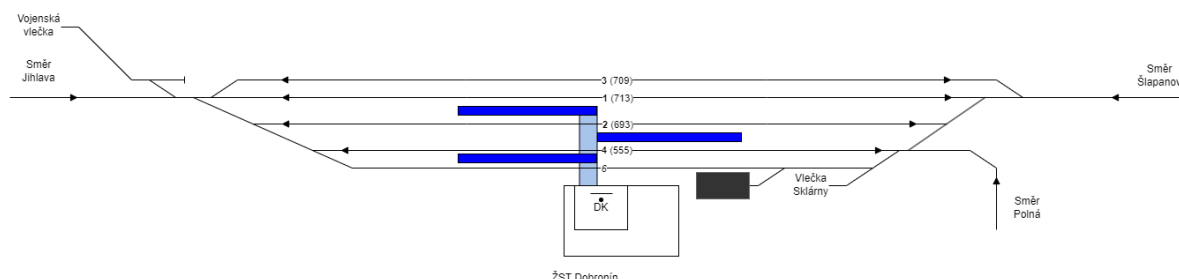 Vojenská
vlečka
Směr
Jihlava
3 (709)
1 (713)
Směr
Šlapanov
2 (693)
4 (555)
6
Vlečka
Sklárny
DK
Směr
Polná
ŽST Dobronín